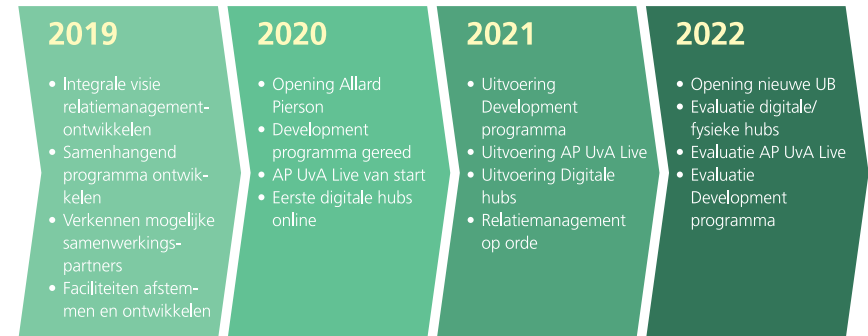 2019
• Integrale visie
relatiemanagement-
ontwikkelen
• Samenhangend
programma ontwik-
kelen
• Verkennen mogelijke
samenwerkings-
partners
• Faciliteiten afstem-
men en ontwikkelen
2020
• Opening Allard
Pierson
• Development
programma gereed
• AP UvA Live van start
• Eerste digitale hubs
online
2021
• Uitvoering
Development
programma
• Uitvoering AP UvA Live
• Uitvoering Digitale
hubs
• Relatiemanagement
op orde
2022
• Opening nieuwe UB
• Evaluatie digitale/
fysieke hubs
• Evaluatie AP UvA Live
• Evaluatie
Development
programma